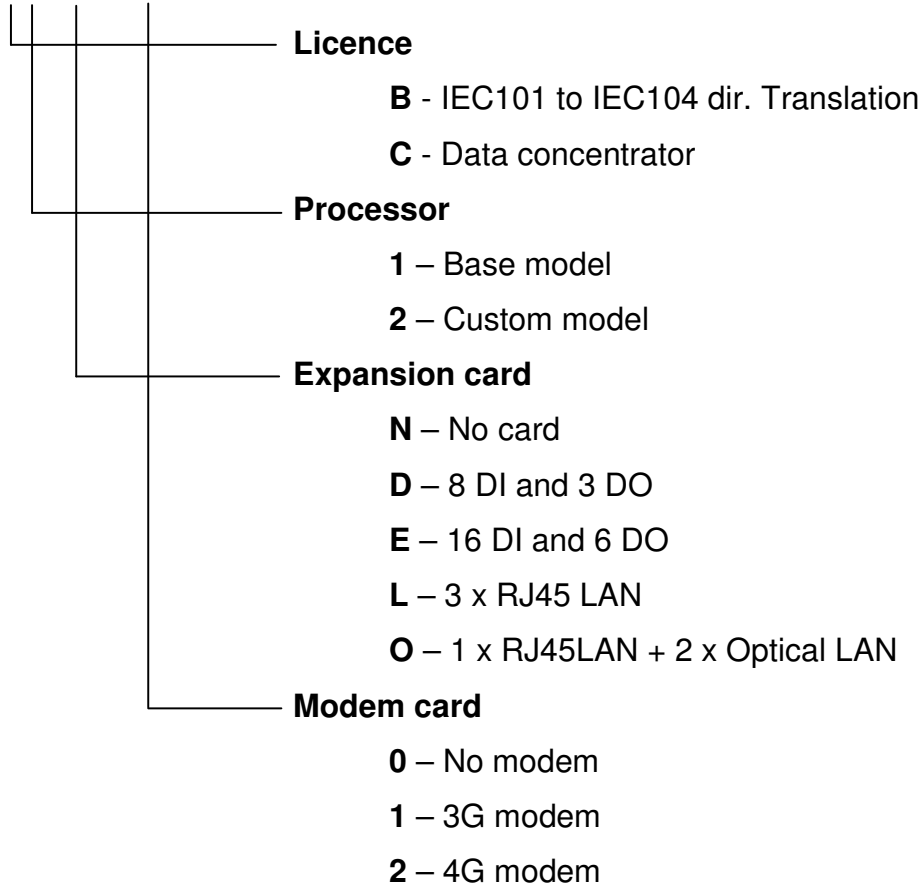 Licence
B - IEC101 to IEC104 dir. Translation
C - Data concentrator
Processor
1 – Base model
2 – Custom model
Expansion card
N – No card
D – 8 DI and 3 DO
E – 16 DI and 6 DO
L – 3 x RJ45 LAN
O – 1 x RJ45LAN + 2 x Optical LAN
Modem card
0 – No modem
1 – 3G modem
2 – 4G modem